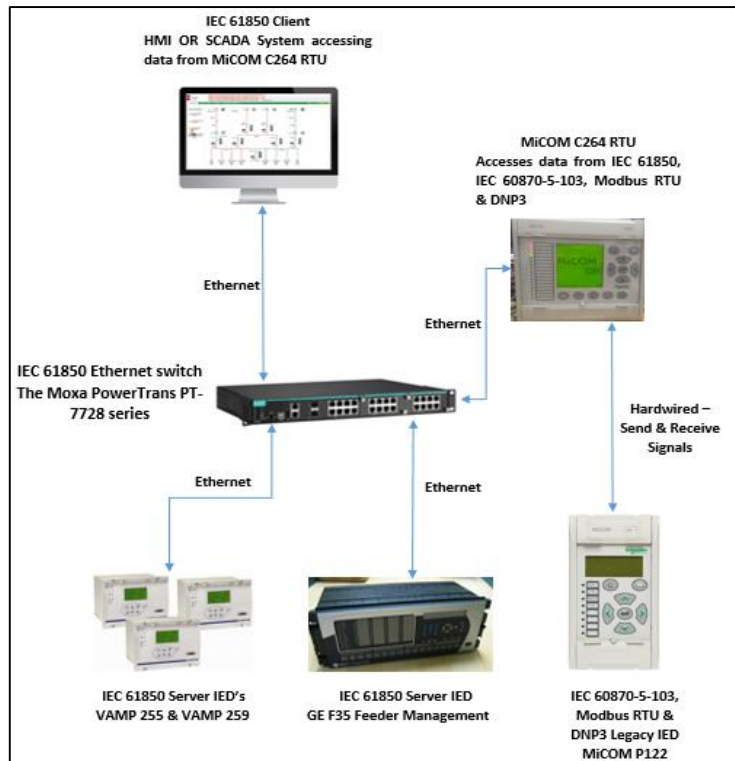 IEC 61850 Client
HMI OR SCADA System accessing
data from MiCOM C264 RTU
MiCOM C264 RTU
Accesses data from IEC 61850,
IEC 60870-5-103, Modbus RTU
& DNP3
MiCOM
Ethernet
Ethernet
IEC 61850 Ethernet switch
The Moxa PowerTrans PT-
7728 series
Hardwired –
Send & Receive
Signals
Ethernet
Ethernet
IEC 61850 Server IED's
VAMP 255 & VAMP 259
IEC 61850 Server IED
GE F35 Feeder Management
IEC 60870-5-103,
Modbus RTU &
DNP3 Legacy IED
MiCOM P122